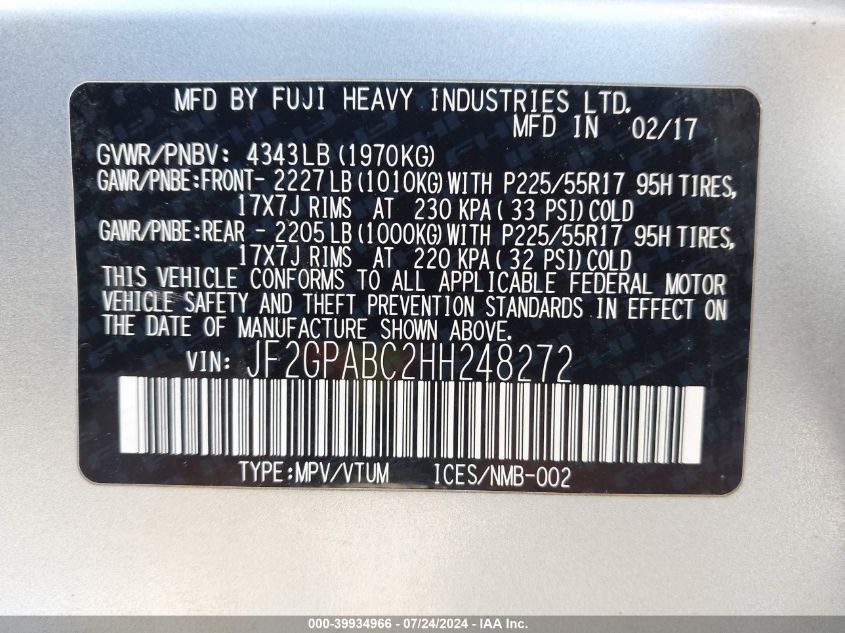 MFD BY FUJI HEAVY INDUSTRIES LTD.
MFD IN 02/17
GVWR/PNBV: 4343LB (1970KG)
GAWR/PNBE:FRONT- 2227LB (1010KG) WITH P225/55R17 95H TIRES,
17X7J RIMS AT 230 KPA (33 PSI) COLD
GAWR/PNBE:REAR - 2205LB (1000KG) WITH P225/55R17 95H TIRES,
17X7J RIMS AT 220 KPA (32 PSI) COLD
THIS VEHICLE CONFORMS TO ALL APPLICABLE FEDERAL MOTOR
VEHICLE SAFETY AND THEFT PREVENTION STANDARDS IN EFFECT ON
THE DATE OF MANUFACTURE SHOWN ABOVE.
VIN: JF2GPABC2HH248272
TYPE:MPV/VTUM ICES/NMB-002
000-39934966 - 07/24/2024 - IAA Inc.